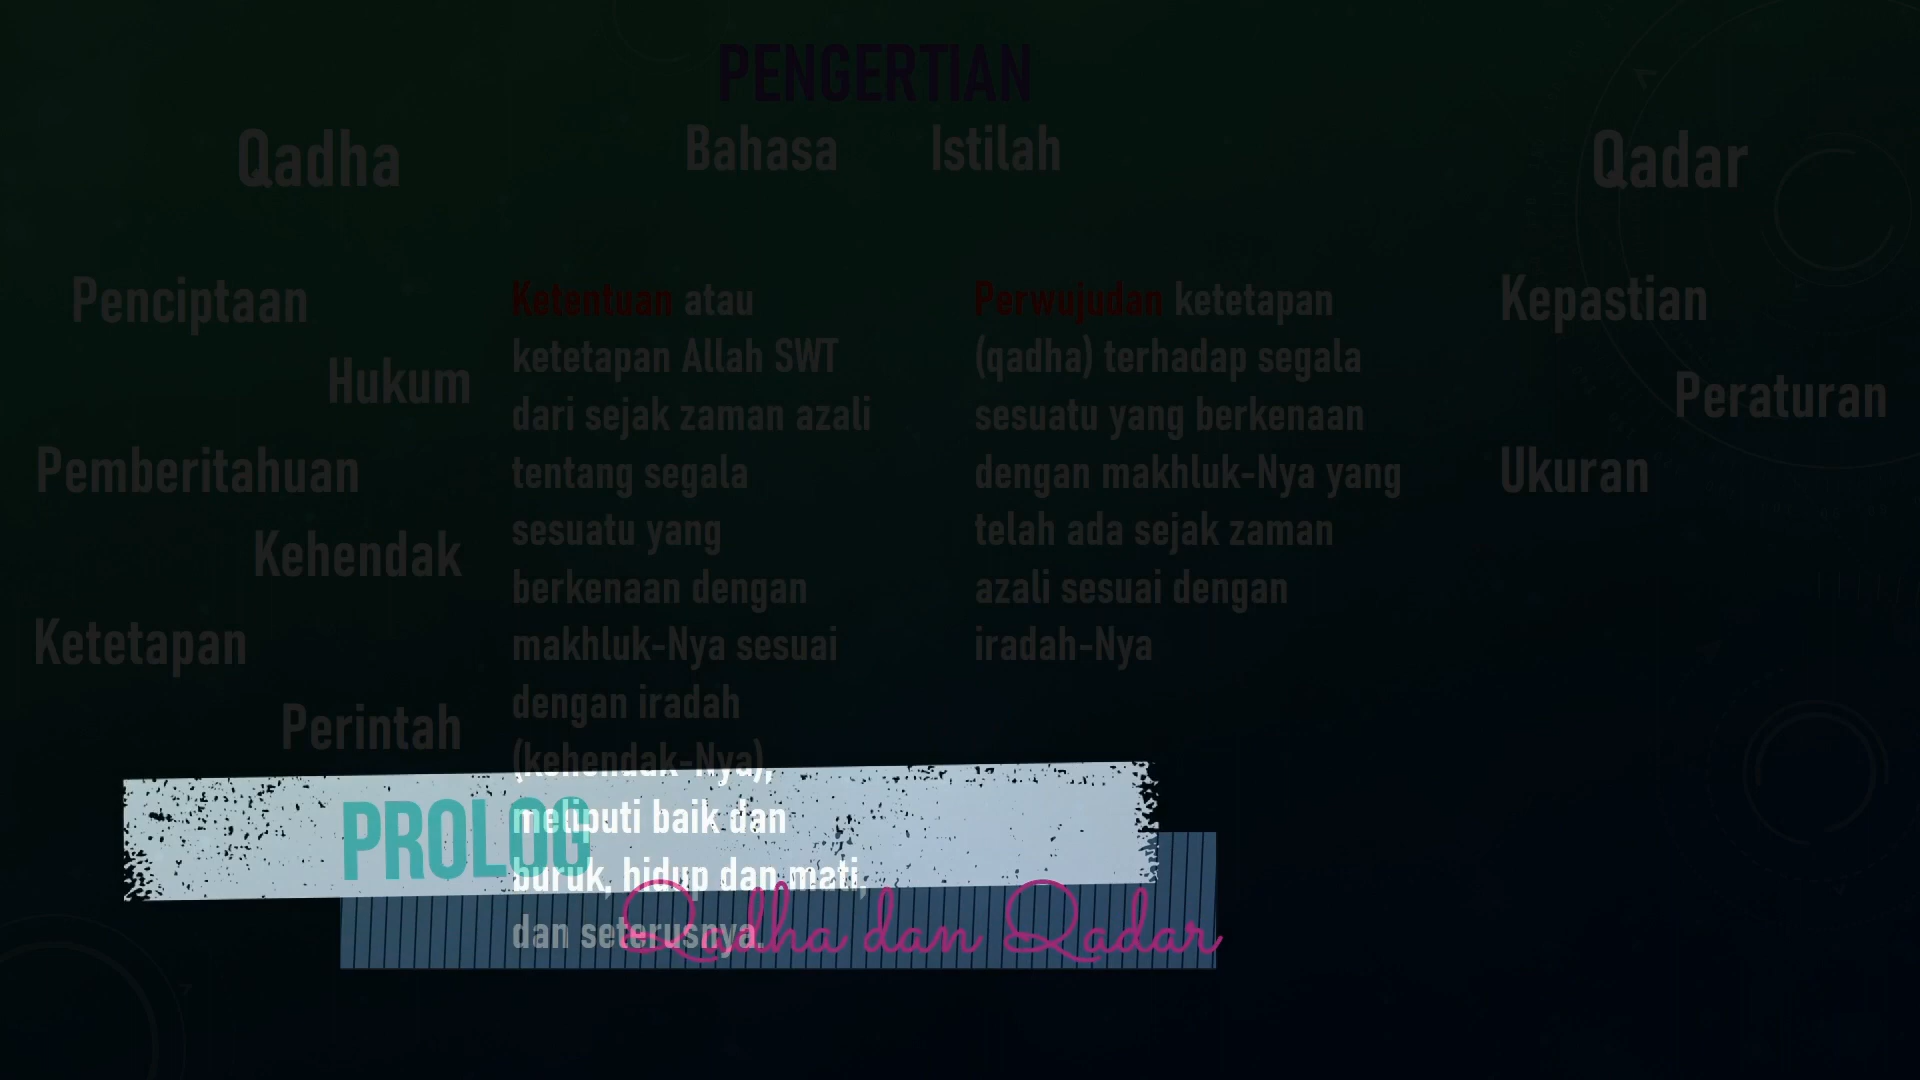 PENGERTIAN
Qadha
Bahasa
Istilah
Qadar
Penciptaan
Hukum
Pemberitahuan
Kehendak
Ketetapan
Perintah
Ketentuan atau
ketetapan Allah SWT
dari sejak zaman azali
tentang segala
sesuatu yang
berkenaan dengan
makhluk-Nya sesuai
dengan iradah
(kehendak-Nya),
meliputi baik dan
buruk, hidup dan mati,
dan seterusnya.
Perwujudan ketetapan
(qadha) terhadap segala
sesuatu yang berkenaan
dengan makhluk-Nya yang
telah ada sejak zaman
azali sesuai dengan
iradah-Nya
Kepastian
Peraturan
Ukuran
PROLOG
Qadha dan Qadar